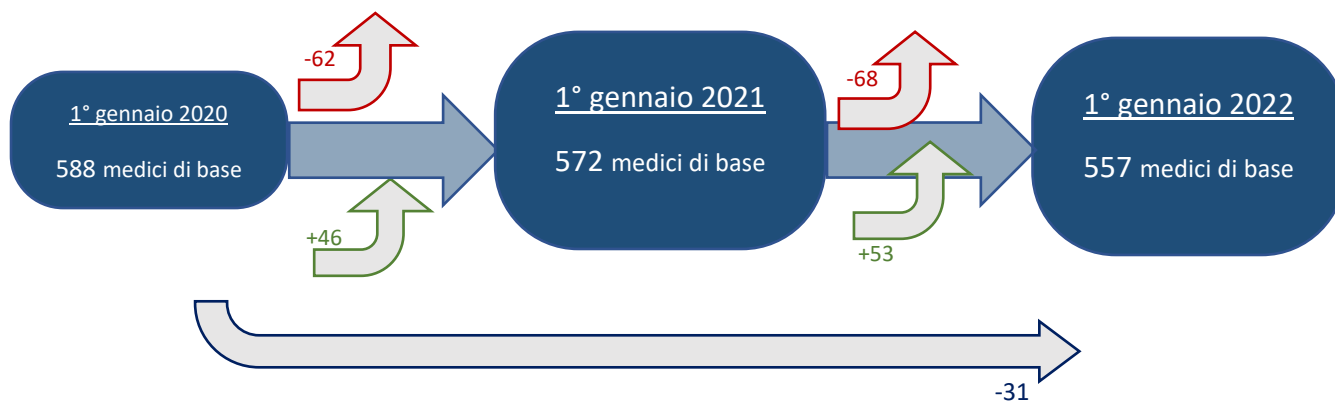 1° gennaio 2020
588 medici di base
-62
+46
1° gennaio 2021
572 medici di base
-68
+53
1° gennaio 2022
557 medici di base
-31